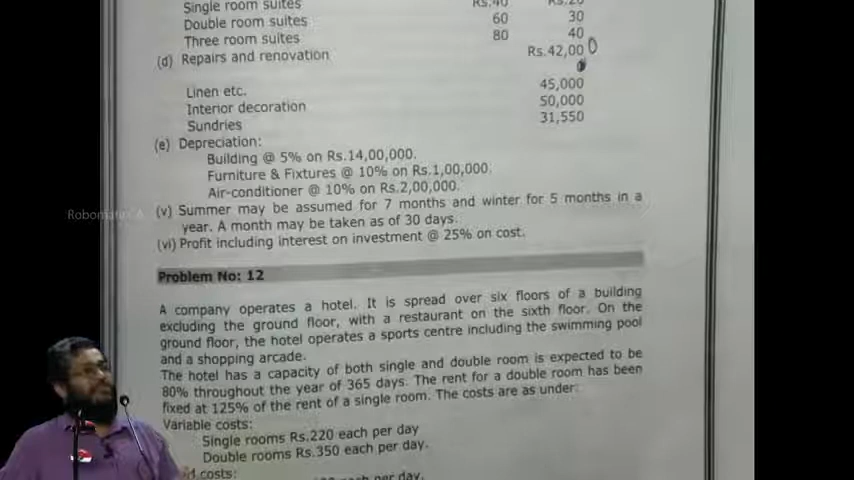 Single room suites Rs.40 Rs.20
Double room suites 60 30
Three room suites 80 40
(d) Repairs and renovation Rs.42,000
Linen etc. 45,000
Interior decoration 50,000
Sundries 31,550
(e) Depreciation:
Building @ 5% on Rs.14,00,000.
Furniture & Fixtures @ 10% on Rs.1,00,000.
Air-conditioner @ 10% on Rs.2,00,000.
(v) Summer may be assumed for 7 months and winter for 5 months in a
year. A month may be taken as of 30 days.
(vi) Profit including interest on investment @ 25% on cost.
Problem No: 12
A company operates a hotel. It is spread over six floors of a building
excluding the ground floor, with a restaurant on the sixth floor. On the
ground floor, the hotel operates a sports centre including the swimming pool
and a shopping arcade.
The hotel has a capacity of both single and double room is expected to be
80% throughout the year of 365 days. The rent for a double room has been
fixed at 125% of the rent of a single room. The costs are as under:
Variable costs:
Single rooms Rs.220 each per day
Double rooms Rs.350 each per day.
costs:
each per day.